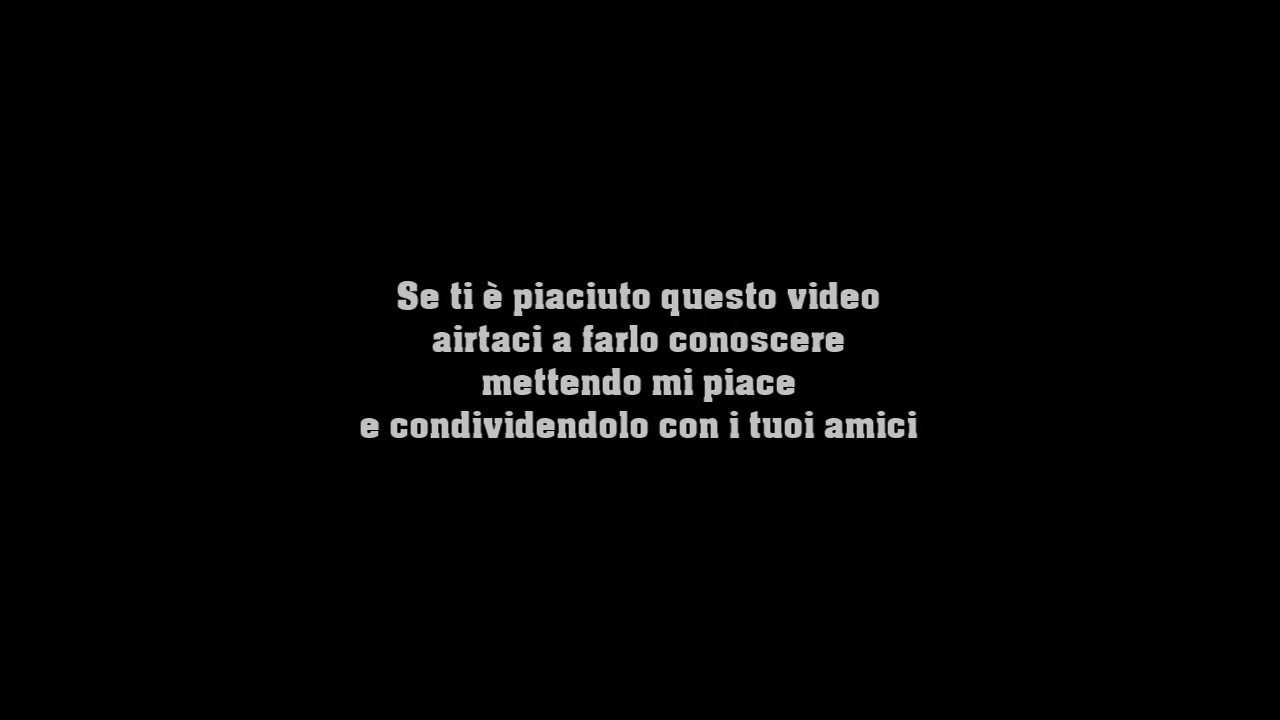 Se ti è piaciuto questo video
airtaci a farlo conoscere
mettendo mi piace
e condividendolo con i tuoi amici